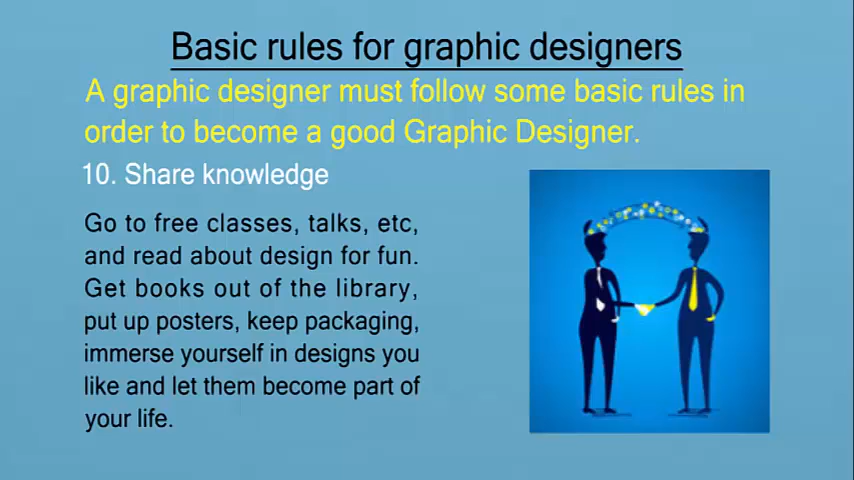 Basic rules for graphic designers
A graphic designer must follow some basic rules in
order to become a good Graphic Designer.
10. Share knowledge
Go to free classes, talks, etc,
and read about design for fun.
Get books out of the library,
put up posters, keep packaging,
immerse yourself in designs you
like and let them become part of
your life.